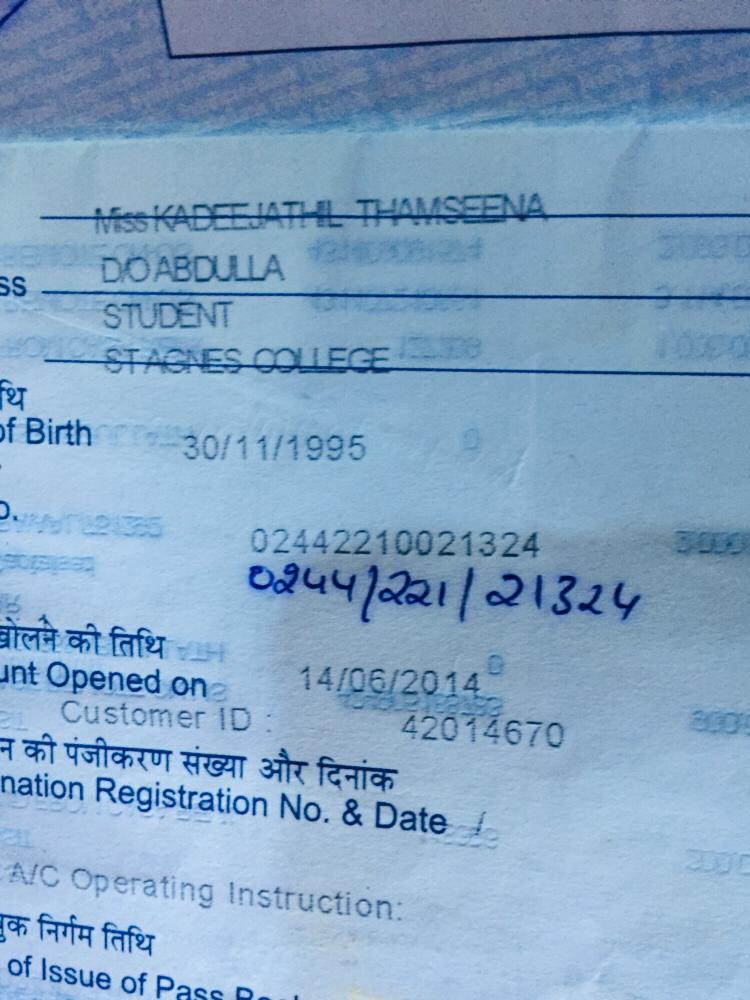 Miss KADEEJATHIL THAMSEENA
D/O ABDULLA
ss
STUDENT
ST AGNES COLLEGE
थि
of Birth 30/11/1995
o.
02442210021324
0244/221/21324
खोलने की तिथि
unt Opened on 14/06/2014
Customer ID : 42014670
न की पंजीकरण संख्या और दिनांक
nation Registration No. & Date /
A/C Operating Instruction:
बुक निर्गम तिथि
of Issue of Pass